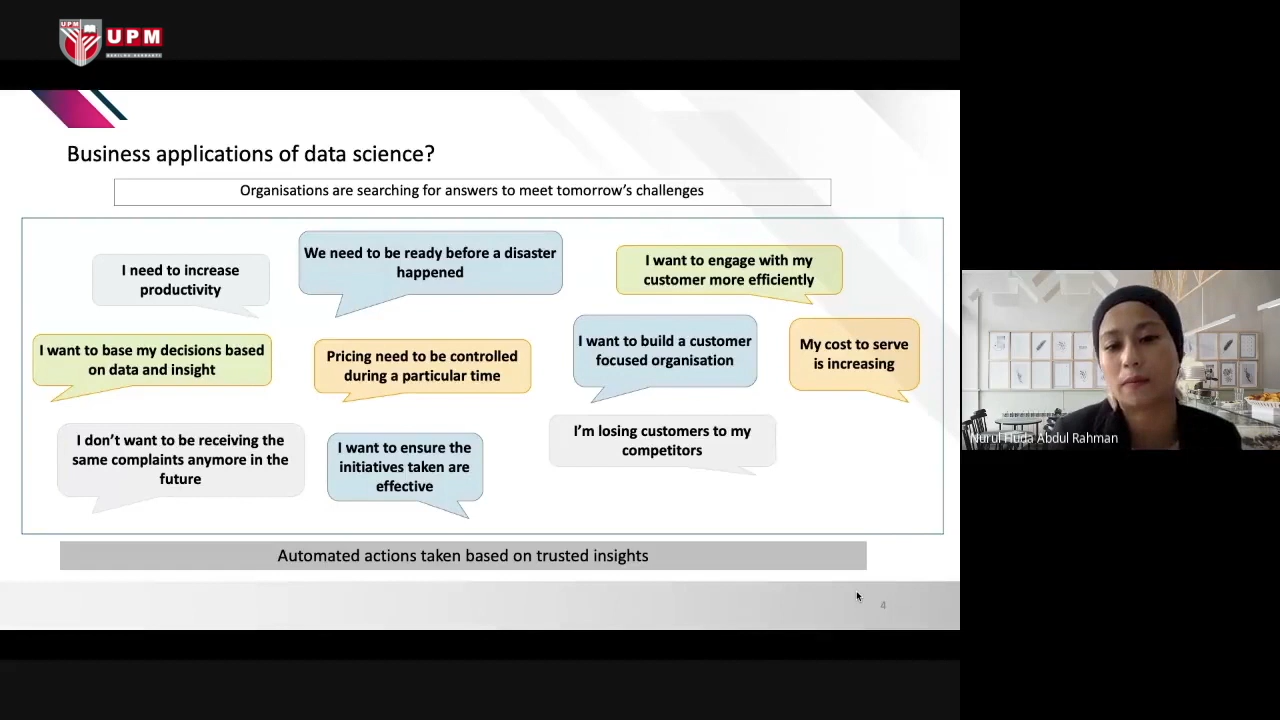 UPM
UPM
Business applications of data science?
Organisations are searching for answers to meet tomorrow's challenges
I need to increase
productivity
We need to be ready before a disaster
happened
I want to engage with my
customer more efficiently
I want to base my decisions based
on data and insight
Pricing need to be controlled
during a particular time
I want to build a customer
focused organisation
My cost to serve
is increasing
I don't want to be receiving the
same complaints anymore in the
future
I want to ensure the
initiatives taken are
effective
I'm losing customers to my
competitors
Automated actions taken based on trusted insights
4
Nurul Huda Abdul Rahman